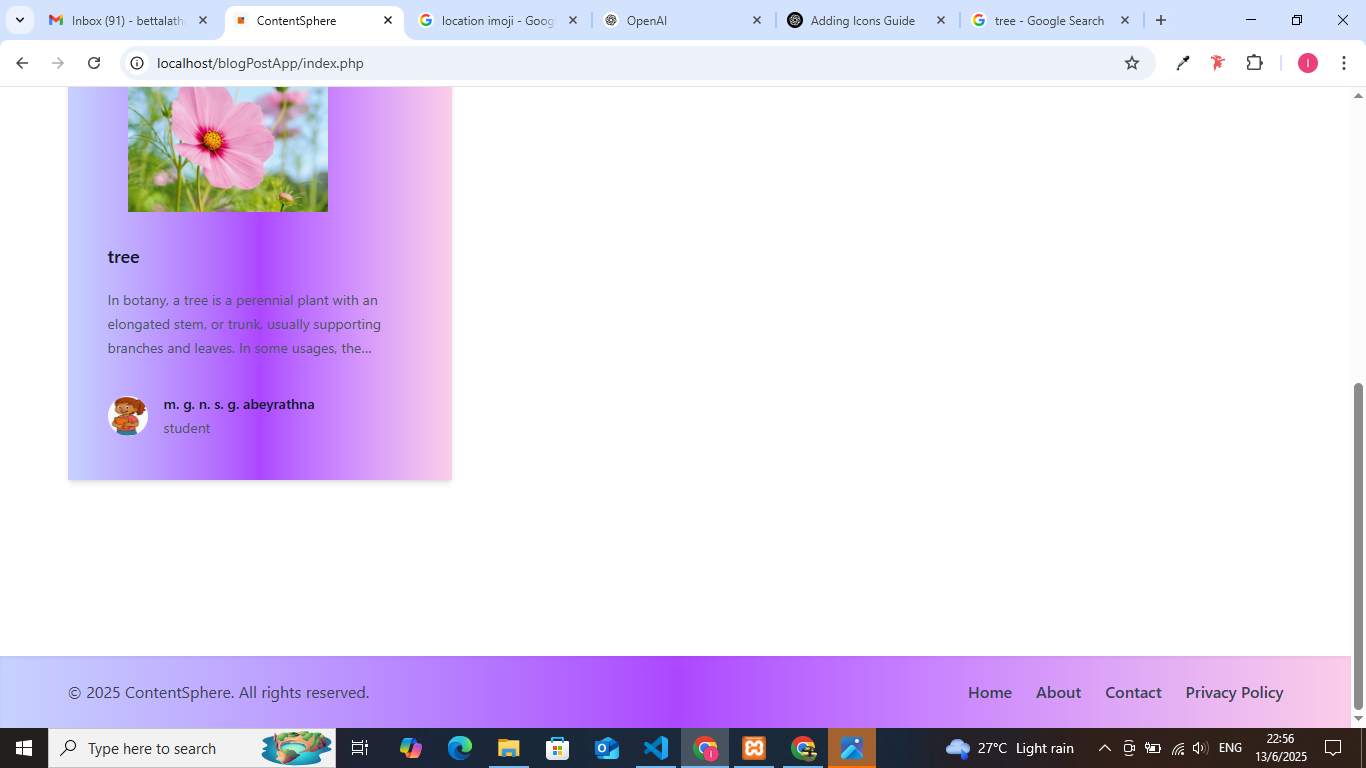 Inbox (91) - bettalath
ContentSphere
location imoji - Goog
OpenAI
Adding Icons Guide
tree - Google Search
localhost/blogPostApp/index.php
I
tree
In botany, a tree is a perennial plant with an
elongated stem, or trunk, usually supporting
branches and leaves. In some usages, the...
m. g. n. s. g. abeyrathna
student
© 2025 ContentSphere. All rights reserved.
Home
About
Contact
Privacy Policy
Type here to search
27°C Light rain
ENG
22:56
13/6/2025